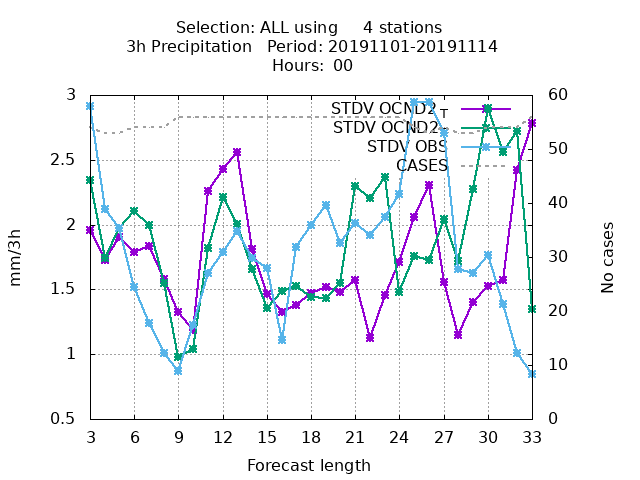 Selection: ALL using     4 stations
3h Precipitation   Period: 20191101-20191114
Hours:  00
STDV OCND2-
STDV OCND2-
STDV OBS
CASES
3
2.5
2
1.5
1
0.5
60
50
40
30
20
10
0
mm/3h
No cases
3 6 9 12 15 18 21 24 27 30 33
Forecast length